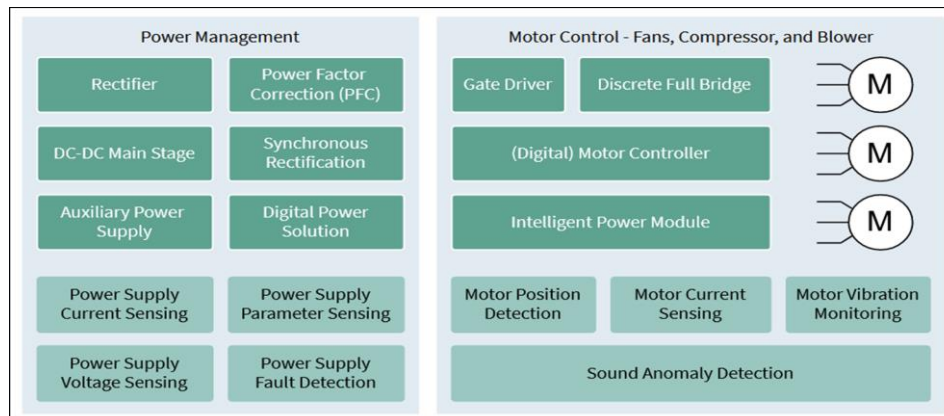 Power Management
Rectifier
Power Factor
Correction (PFC)
DC-DC Main Stage
Synchronous
Rectification
Auxiliary Power
Supply
Digital Power
Solution
Power Supply
Current Sensing
Power Supply
Parameter Sensing
Power Supply
Voltage Sensing
Power Supply
Fault Detection
Motor Control - Fans, Compressor, and Blower
Gate Driver
Discrete Full Bridge
M
(Digital) Motor Controller
M
Intelligent Power Module
M
Motor Position
Detection
Motor Current
Sensing
Motor Vibration
Monitoring
Sound Anomaly Detection